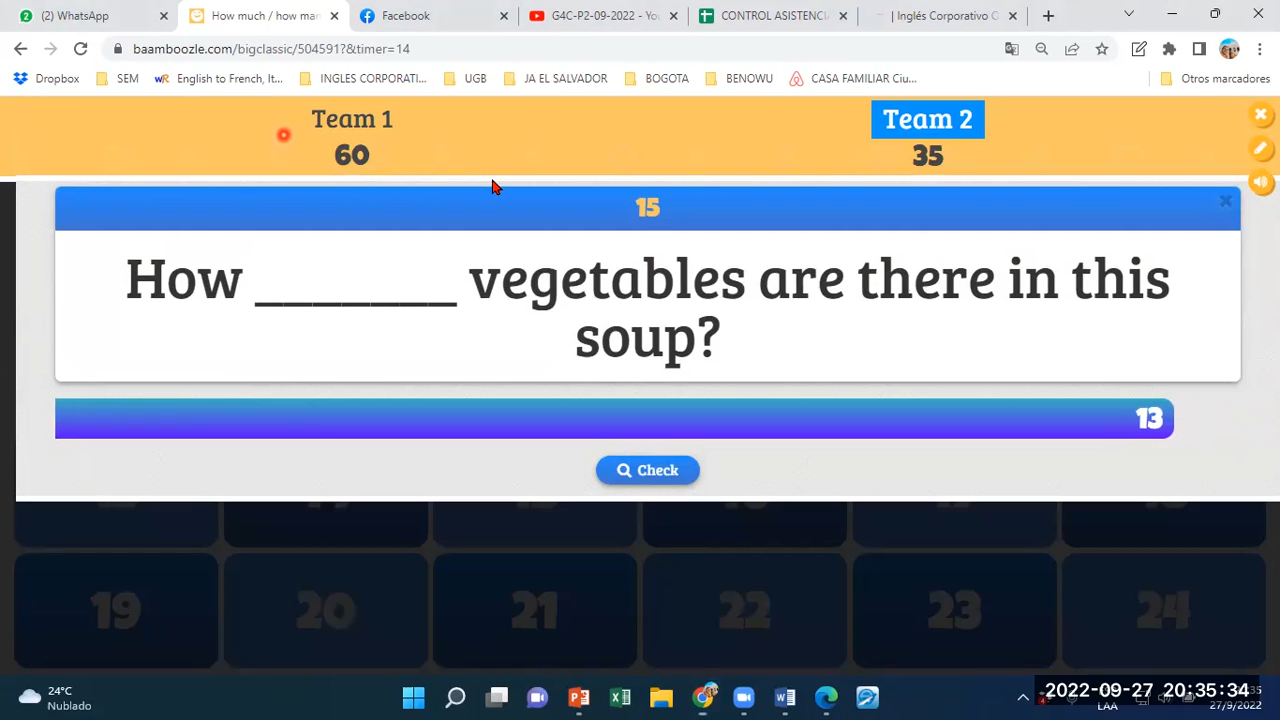 (2) WhatsApp
How much / how mar
Facebook
G4C-P2-09-2022 - Yo
CONTROL ASISTENCI
| Inglés Corporativo O
baamboozle.com/bigclassic/504591?&timer=14
Dropbox
SEM
English to French, It...
INGLES CORPORATI...
UGB
JA EL SALVADOR
BOGOTA
BENOWU
CASA FAMILIAR Ciu...
Otros marcadores
Team 1
60
Team 2
35
15
How _______ vegetables are there in this
soup?
13
Check
19
20
21
22
23
24
24°C
Nublado
2022-09-27 20:35:34
LAA
27/9/2022